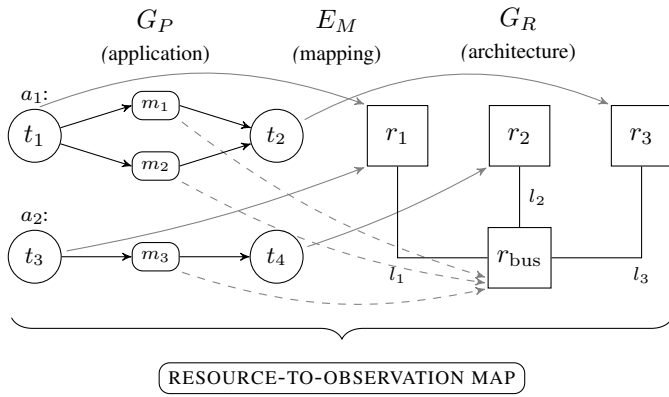 G_P E_M G_R
(application) (mapping) (architecture)
a_1:
t_1 m_1 t_2 r_1 r_2 r_3
m_2
l_2
a_2:
t_3 m_3 t_4 l_1 r_bus l_3
RESOURCE-TO-OBSERVATION MAP